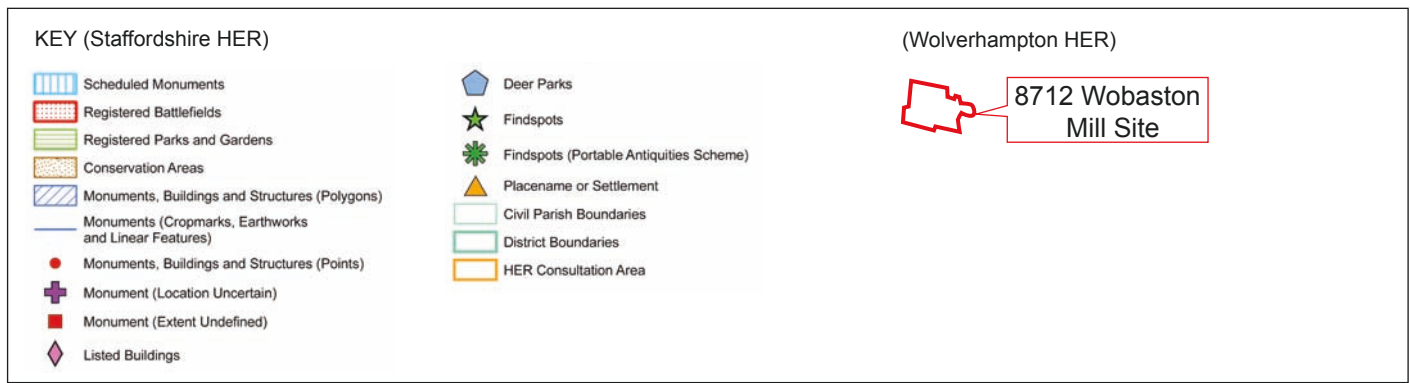 KEY (Staffordshire HER)
Scheduled Monuments
Registered Battlefields
Registered Parks and Gardens
Conservation Areas
Monuments, Buildings and Structures (Polygons)
Monuments (Cropmarks, Earthworks
and Linear Features)
Monuments, Buildings and Structures (Points)
Monument (Location Uncertain)
Monument (Extent Undefined)
Listed Buildings
Deer Parks
Findspots
Findspots (Portable Antiquities Scheme)
Placename or Settlement
Civil Parish Boundaries
District Boundaries
HER Consultation Area
(Wolverhampton HER)
8712 Wobaston
Mill Site